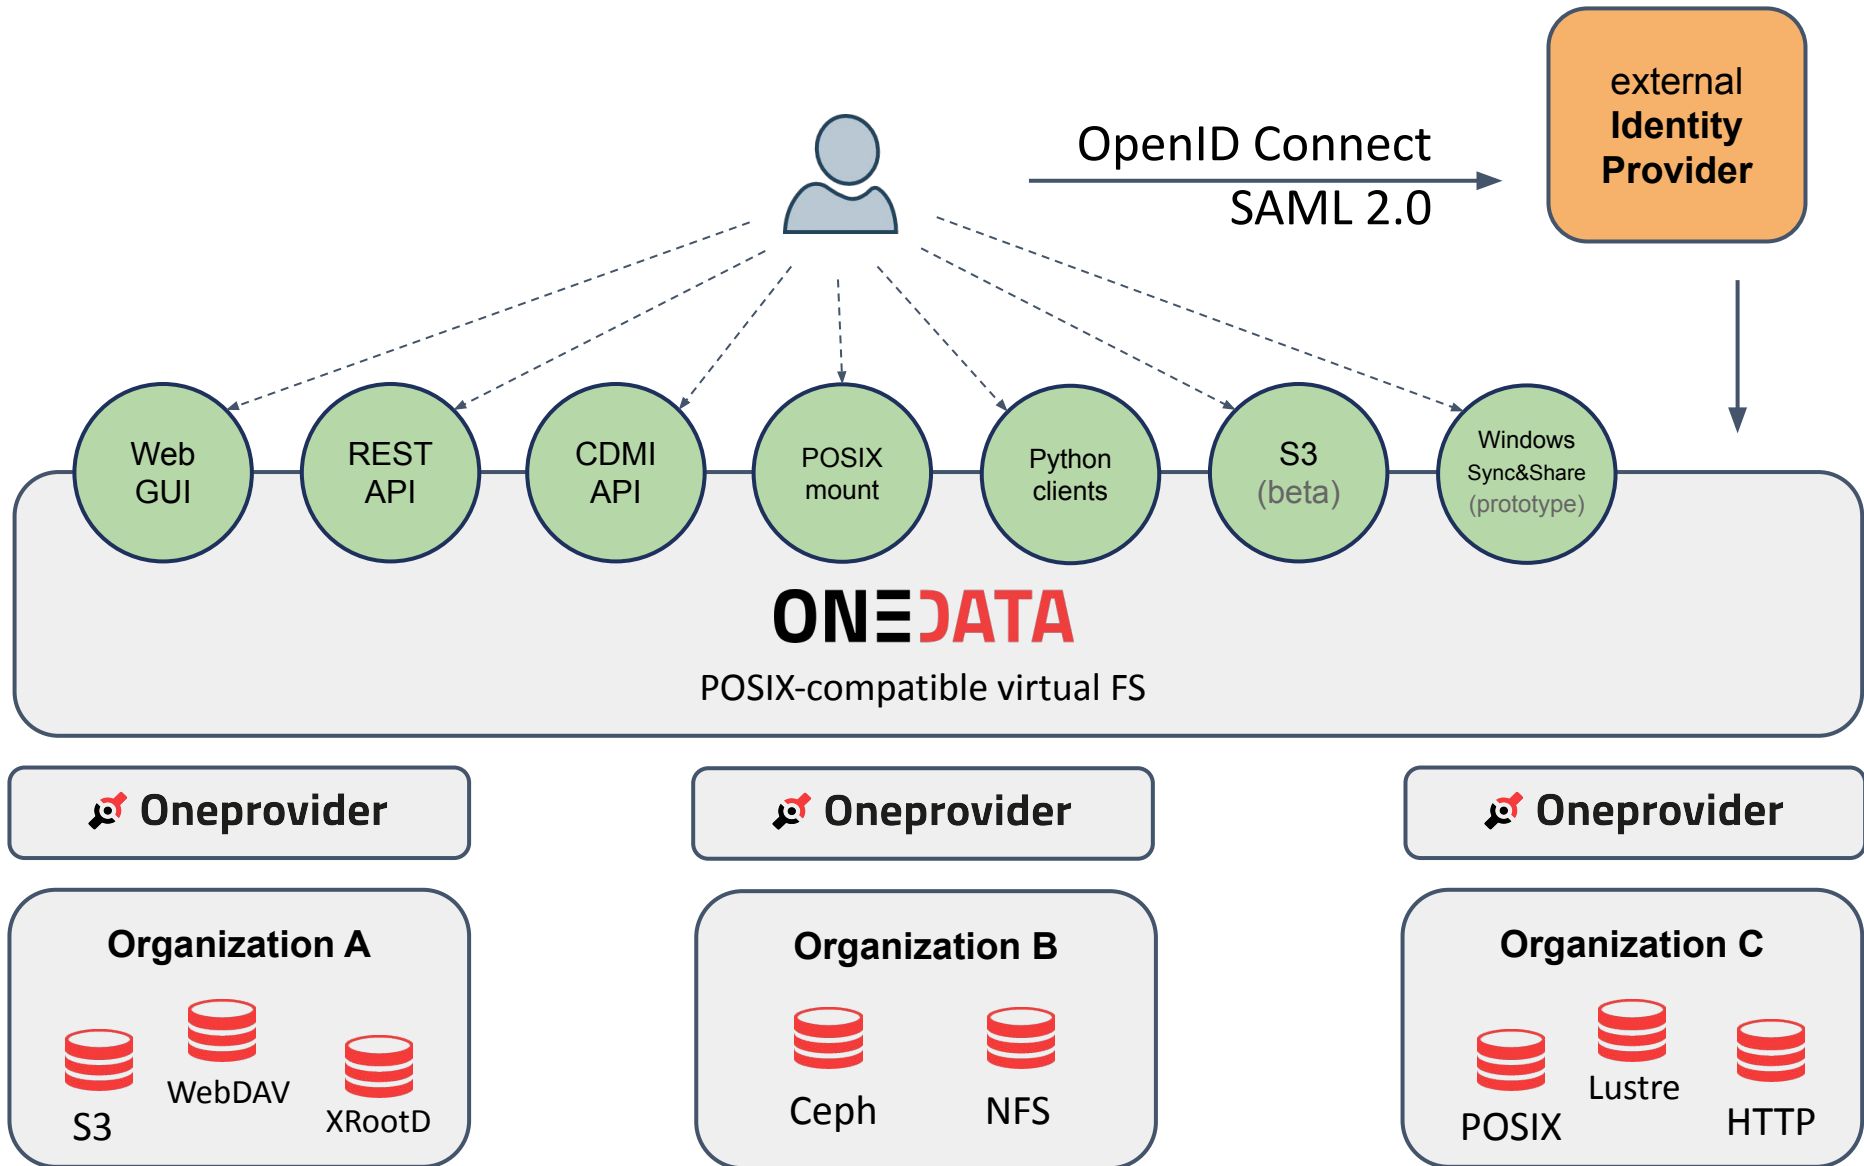 external
Identity
Provider
OpenID Connect
SAML 2.0
Web
GUI
REST
API
CDMI
API
POSIX
mount
Python
clients
S3
(beta)
Windows
Sync&Share
(prototype)
ONEDATA
POSIX-compatible virtual FS
Oneprovider
Oneprovider
Oneprovider
Organization A
WebDAV
S3
XRootD
Organization B
Ceph
NFS
Organization C
Lustre
POSIX
HTTP